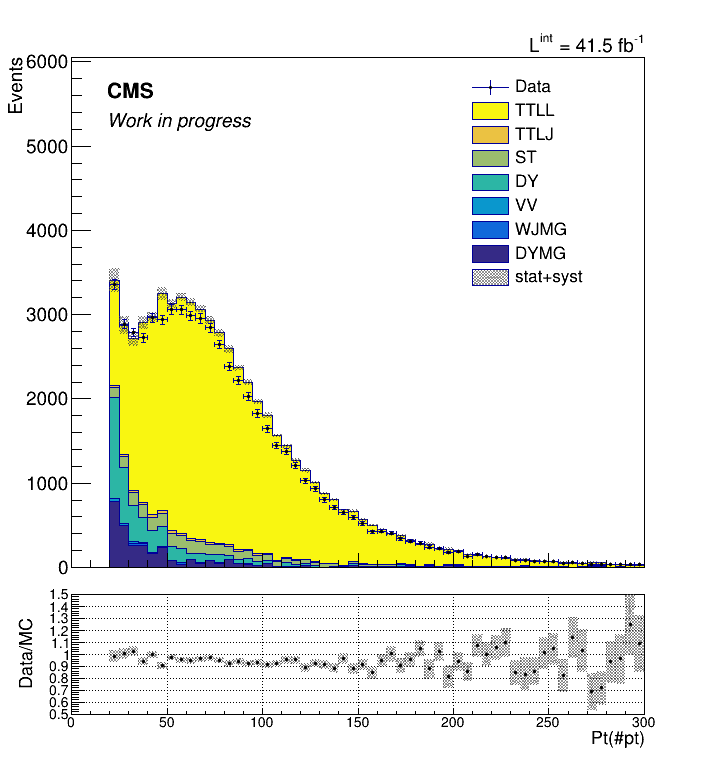 L^int = 41.5 fb^-1
Events
6000
5000
4000
3000
2000
1000
0
CMS
Work in progress
Data
TTLL
TTLJ
ST
DY
VV
WJMG
DYMG
stat+syst
Data/MC
1.5
1.4
1.3
1.2
1.1
1
0.9
0.8
0.7
0.6
0.5
0 50 100 150 200 250 300
Pt(#pt)